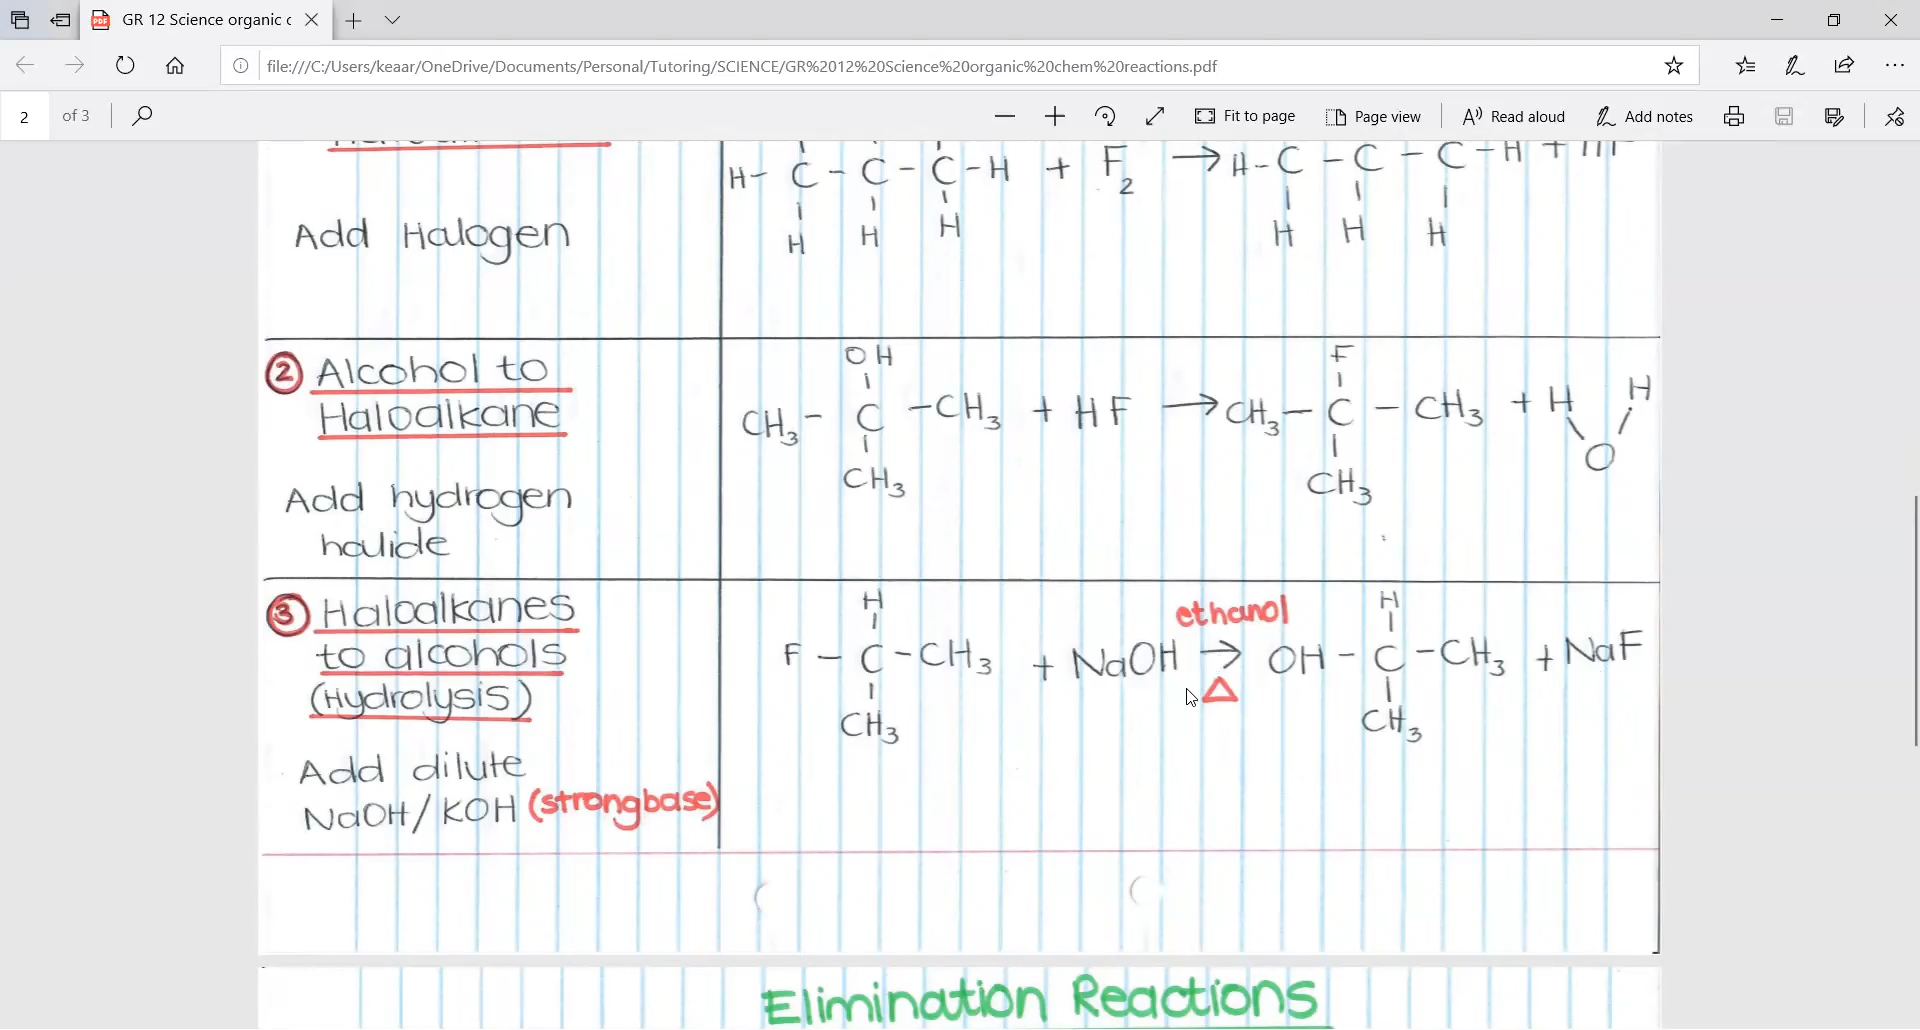 GR 12 Science organic c
file:///C:/Users/keaar/OneDrive/Documents/Personal/Tutoring/SCIENCE/GR%2012%20Science%20organic%20chem%20reactions.pdf
2 of 3
Fit to page
Page view
Read aloud
Add notes
H- C - C - C-H + F2 → H-C - C - C-H +
H H H H H H
Add Halogen
② Alcohol to
Haloalkane
Add hydrogen
halide
OH F
CH3- C -CH3 + HF → CH3- C - CH3 + H O H
CH3 CH3
③ Haloalkanes
to alcohols
(Hydrolysis)
Add dilute
NaOH/KOH (strong base)
H ethanol H
F - C -CH3 + NaOH → OH - C -CH3 + NaF
△
CH3 CH3
Elimination Reactions